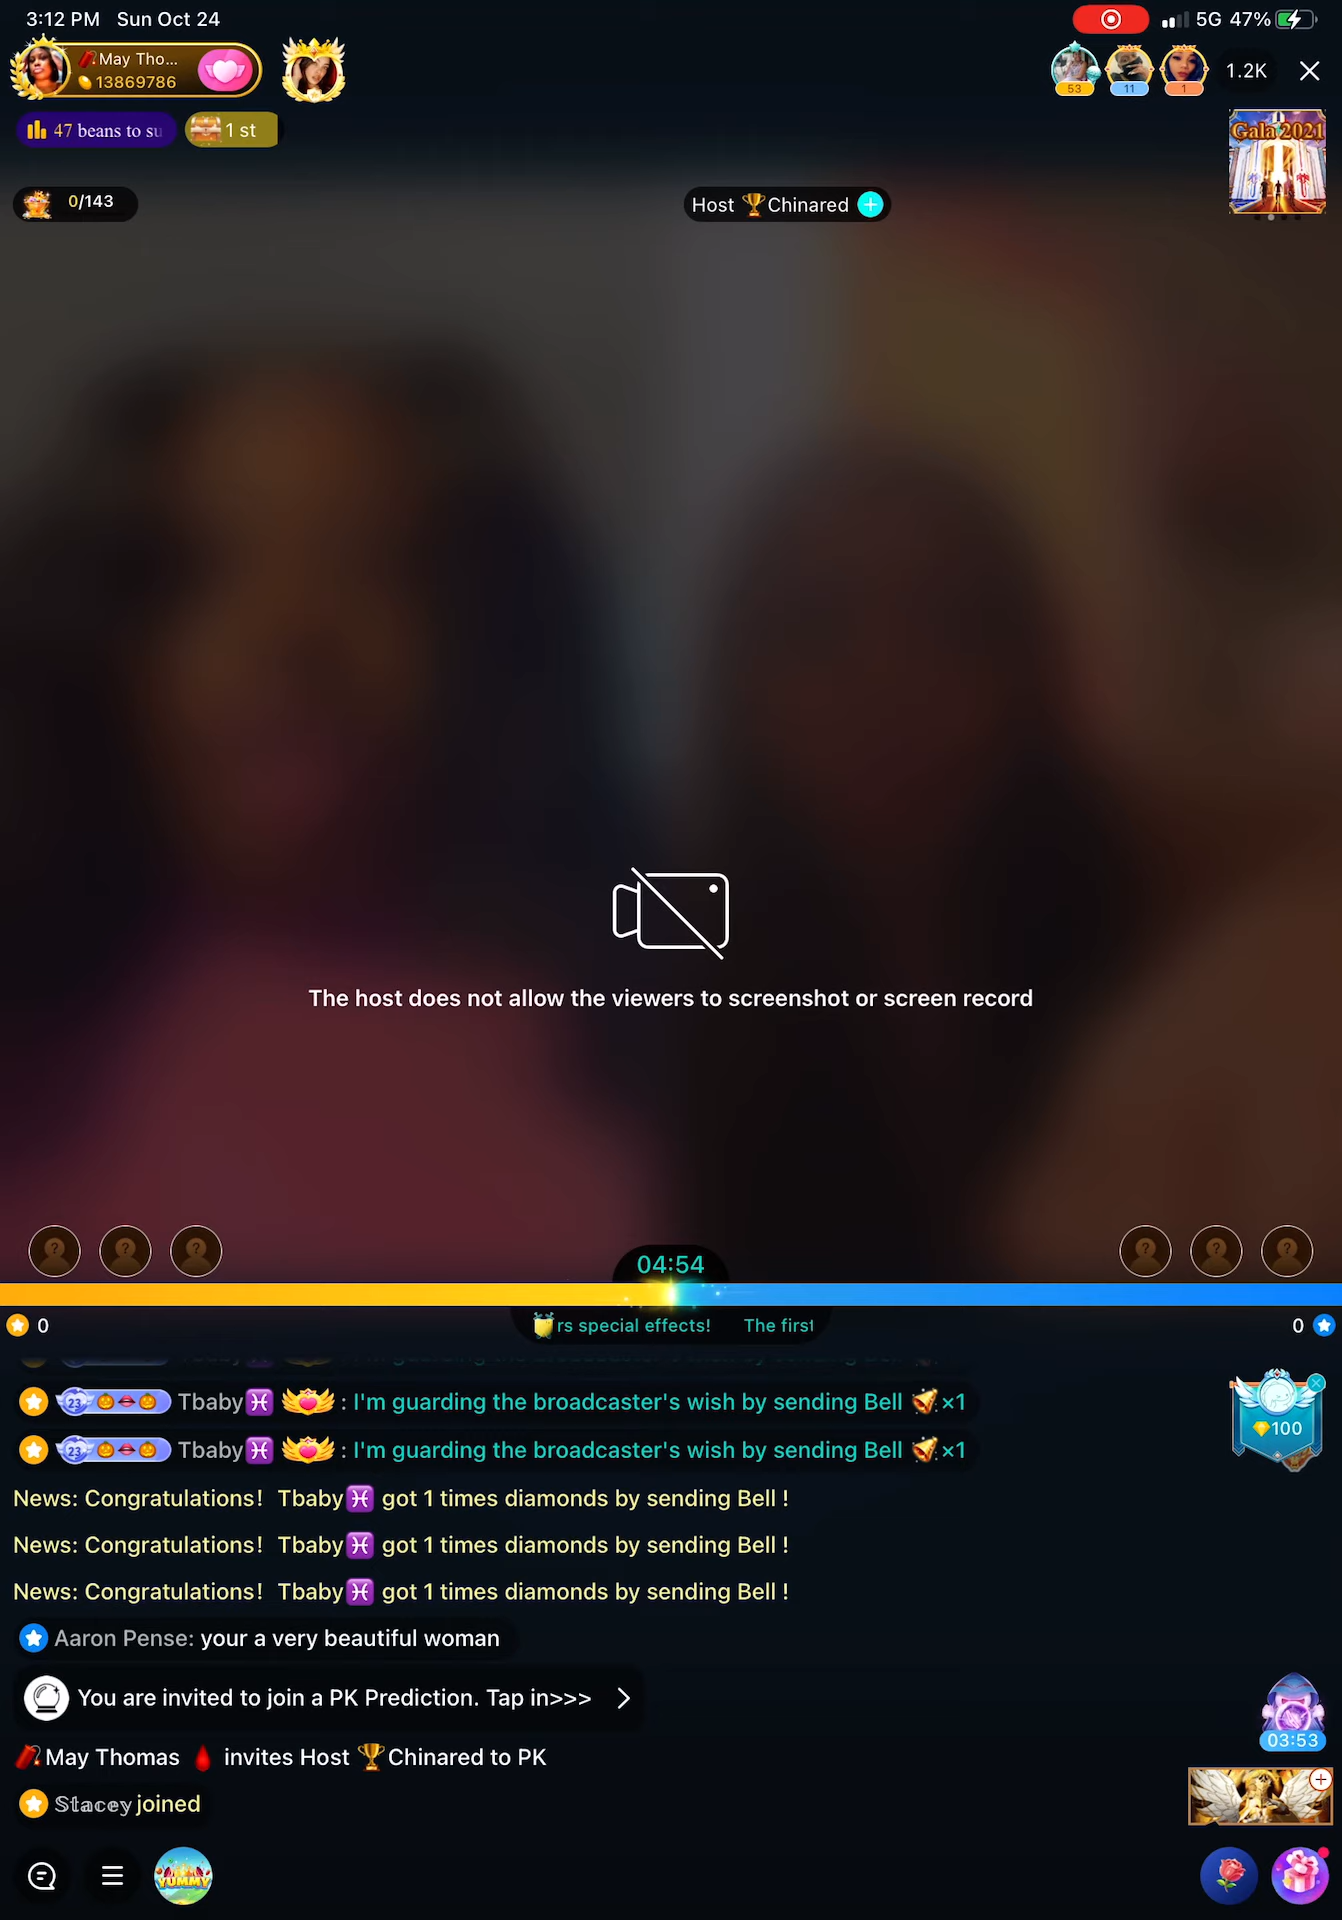 3:12 PM Sun Oct 24
5G 47%
May Tho...
13869786
53
11
1
1.2K
47 beans to su
1 st
Gala 2021
0/143
Host 🏆Chinared
The host does not allow the viewers to screenshot or screen record
04:54
0
rs special effects! The first
0
23 Tbaby♓ : I'm guarding the broadcaster's wish by sending Bell ×1
23 Tbaby♓ : I'm guarding the broadcaster's wish by sending Bell ×1
100
News: Congratulations! Tbaby♓ got 1 times diamonds by sending Bell !
News: Congratulations! Tbaby♓ got 1 times diamonds by sending Bell !
News: Congratulations! Tbaby♓ got 1 times diamonds by sending Bell !
Aaron Pense: your a very beautiful woman
You are invited to join a PK Prediction. Tap in>>>
03:53
🧧May Thomas 🩸 invites Host 🏆Chinared to PK
𝕊𝕥𝕒𝕔𝕖𝕪 joined
YUMMY